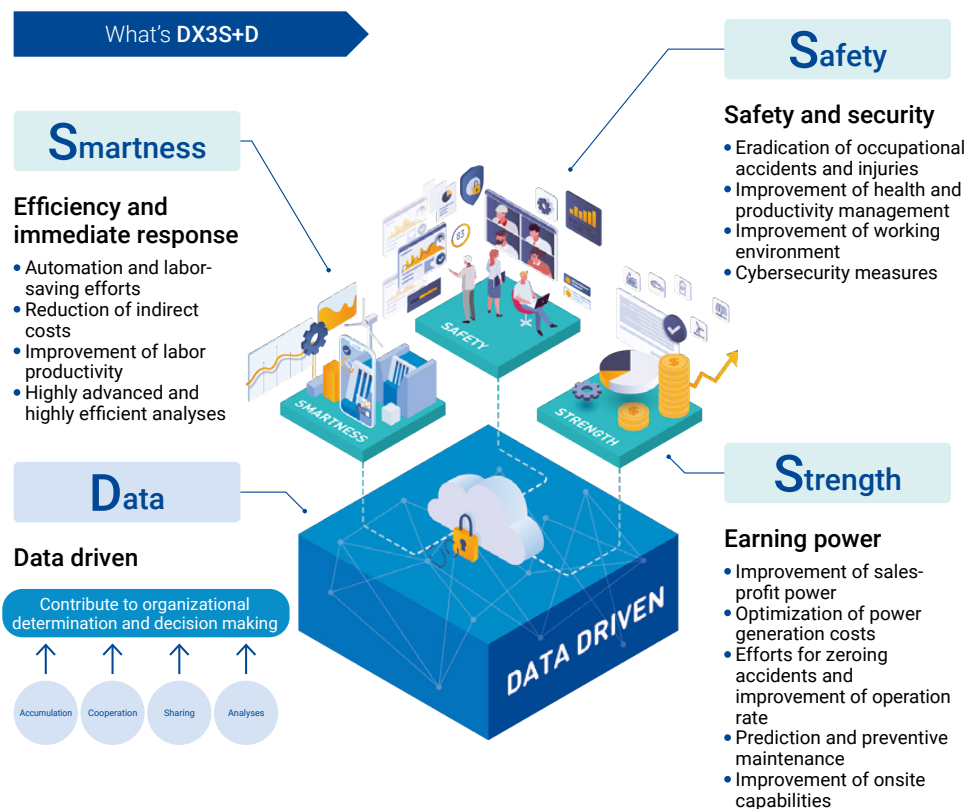 What's DX3S+D
Smartness
Efficiency and
immediate response
• Automation and labor-
saving efforts
• Reduction of indirect
costs
• Improvement of labor
productivity
• Highly advanced and
highly efficient analyses
Safety
Safety and security
• Eradication of occupational
accidents and injuries
• Improvement of health and
productivity management
• Improvement of working
environment
• Cybersecurity measures
63
SAFETY
SMARTNESS
STRENGTH
DATA DRIVEN
Data
Data driven
Contribute to organizational
determination and decision making
Accumulation
Cooperation
Sharing
Analyses
Strength
Earning power
• Improvement of sales-
profit power
• Optimization of power
generation costs
• Efforts for zeroing
accidents and
improvement of operation
rate
• Prediction and preventive
maintenance
• Improvement of onsite
capabilities